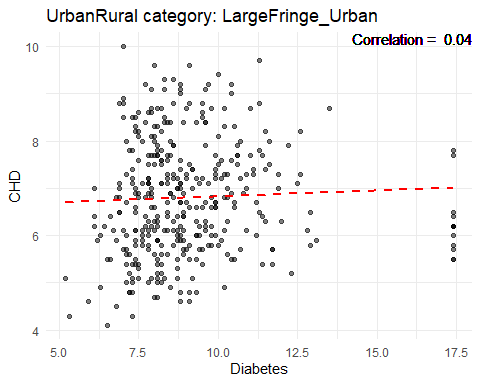 UrbanRural category: LargeFringe_Urban
Correlation = 0.04
10
8
6
4
CHD
5.0 7.5 10.0 12.5 15.0 17.5
Diabetes